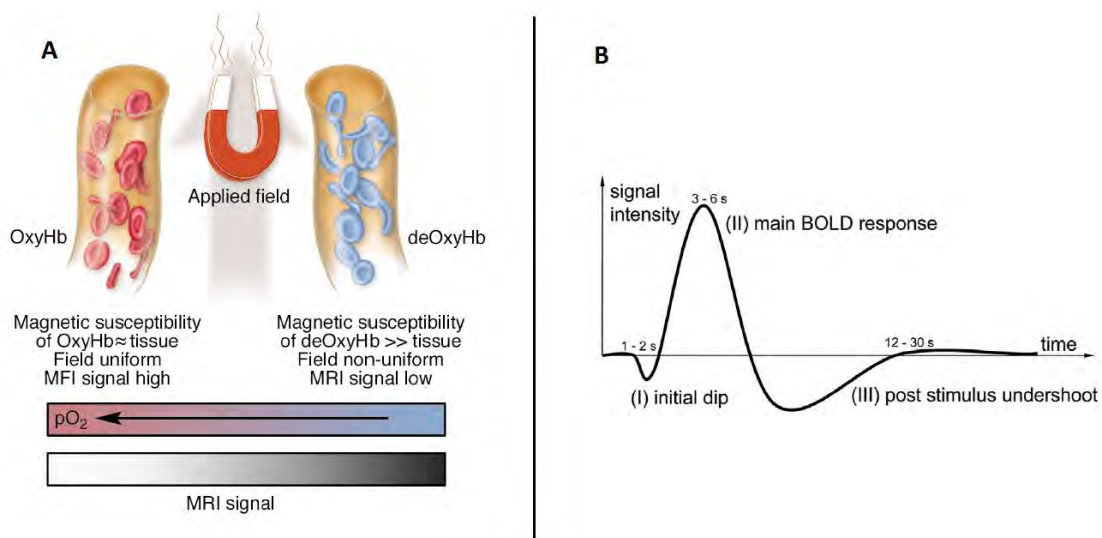 A
Applied field
OxyHb
deOxyHb
Magnetic susceptibility
of OxyHb≈ tissue
Field uniform
MFI signal high
Magnetic susceptibility
of deOxyHb >> tissue
Field non-uniform
MRI signal low
pO₂
MRI signal
B
signal
intensity
3 - 6 s
(II) main BOLD response
1 - 2 s
12 - 30 s
time
(I) initial dip
(III) post stimulus undershoot